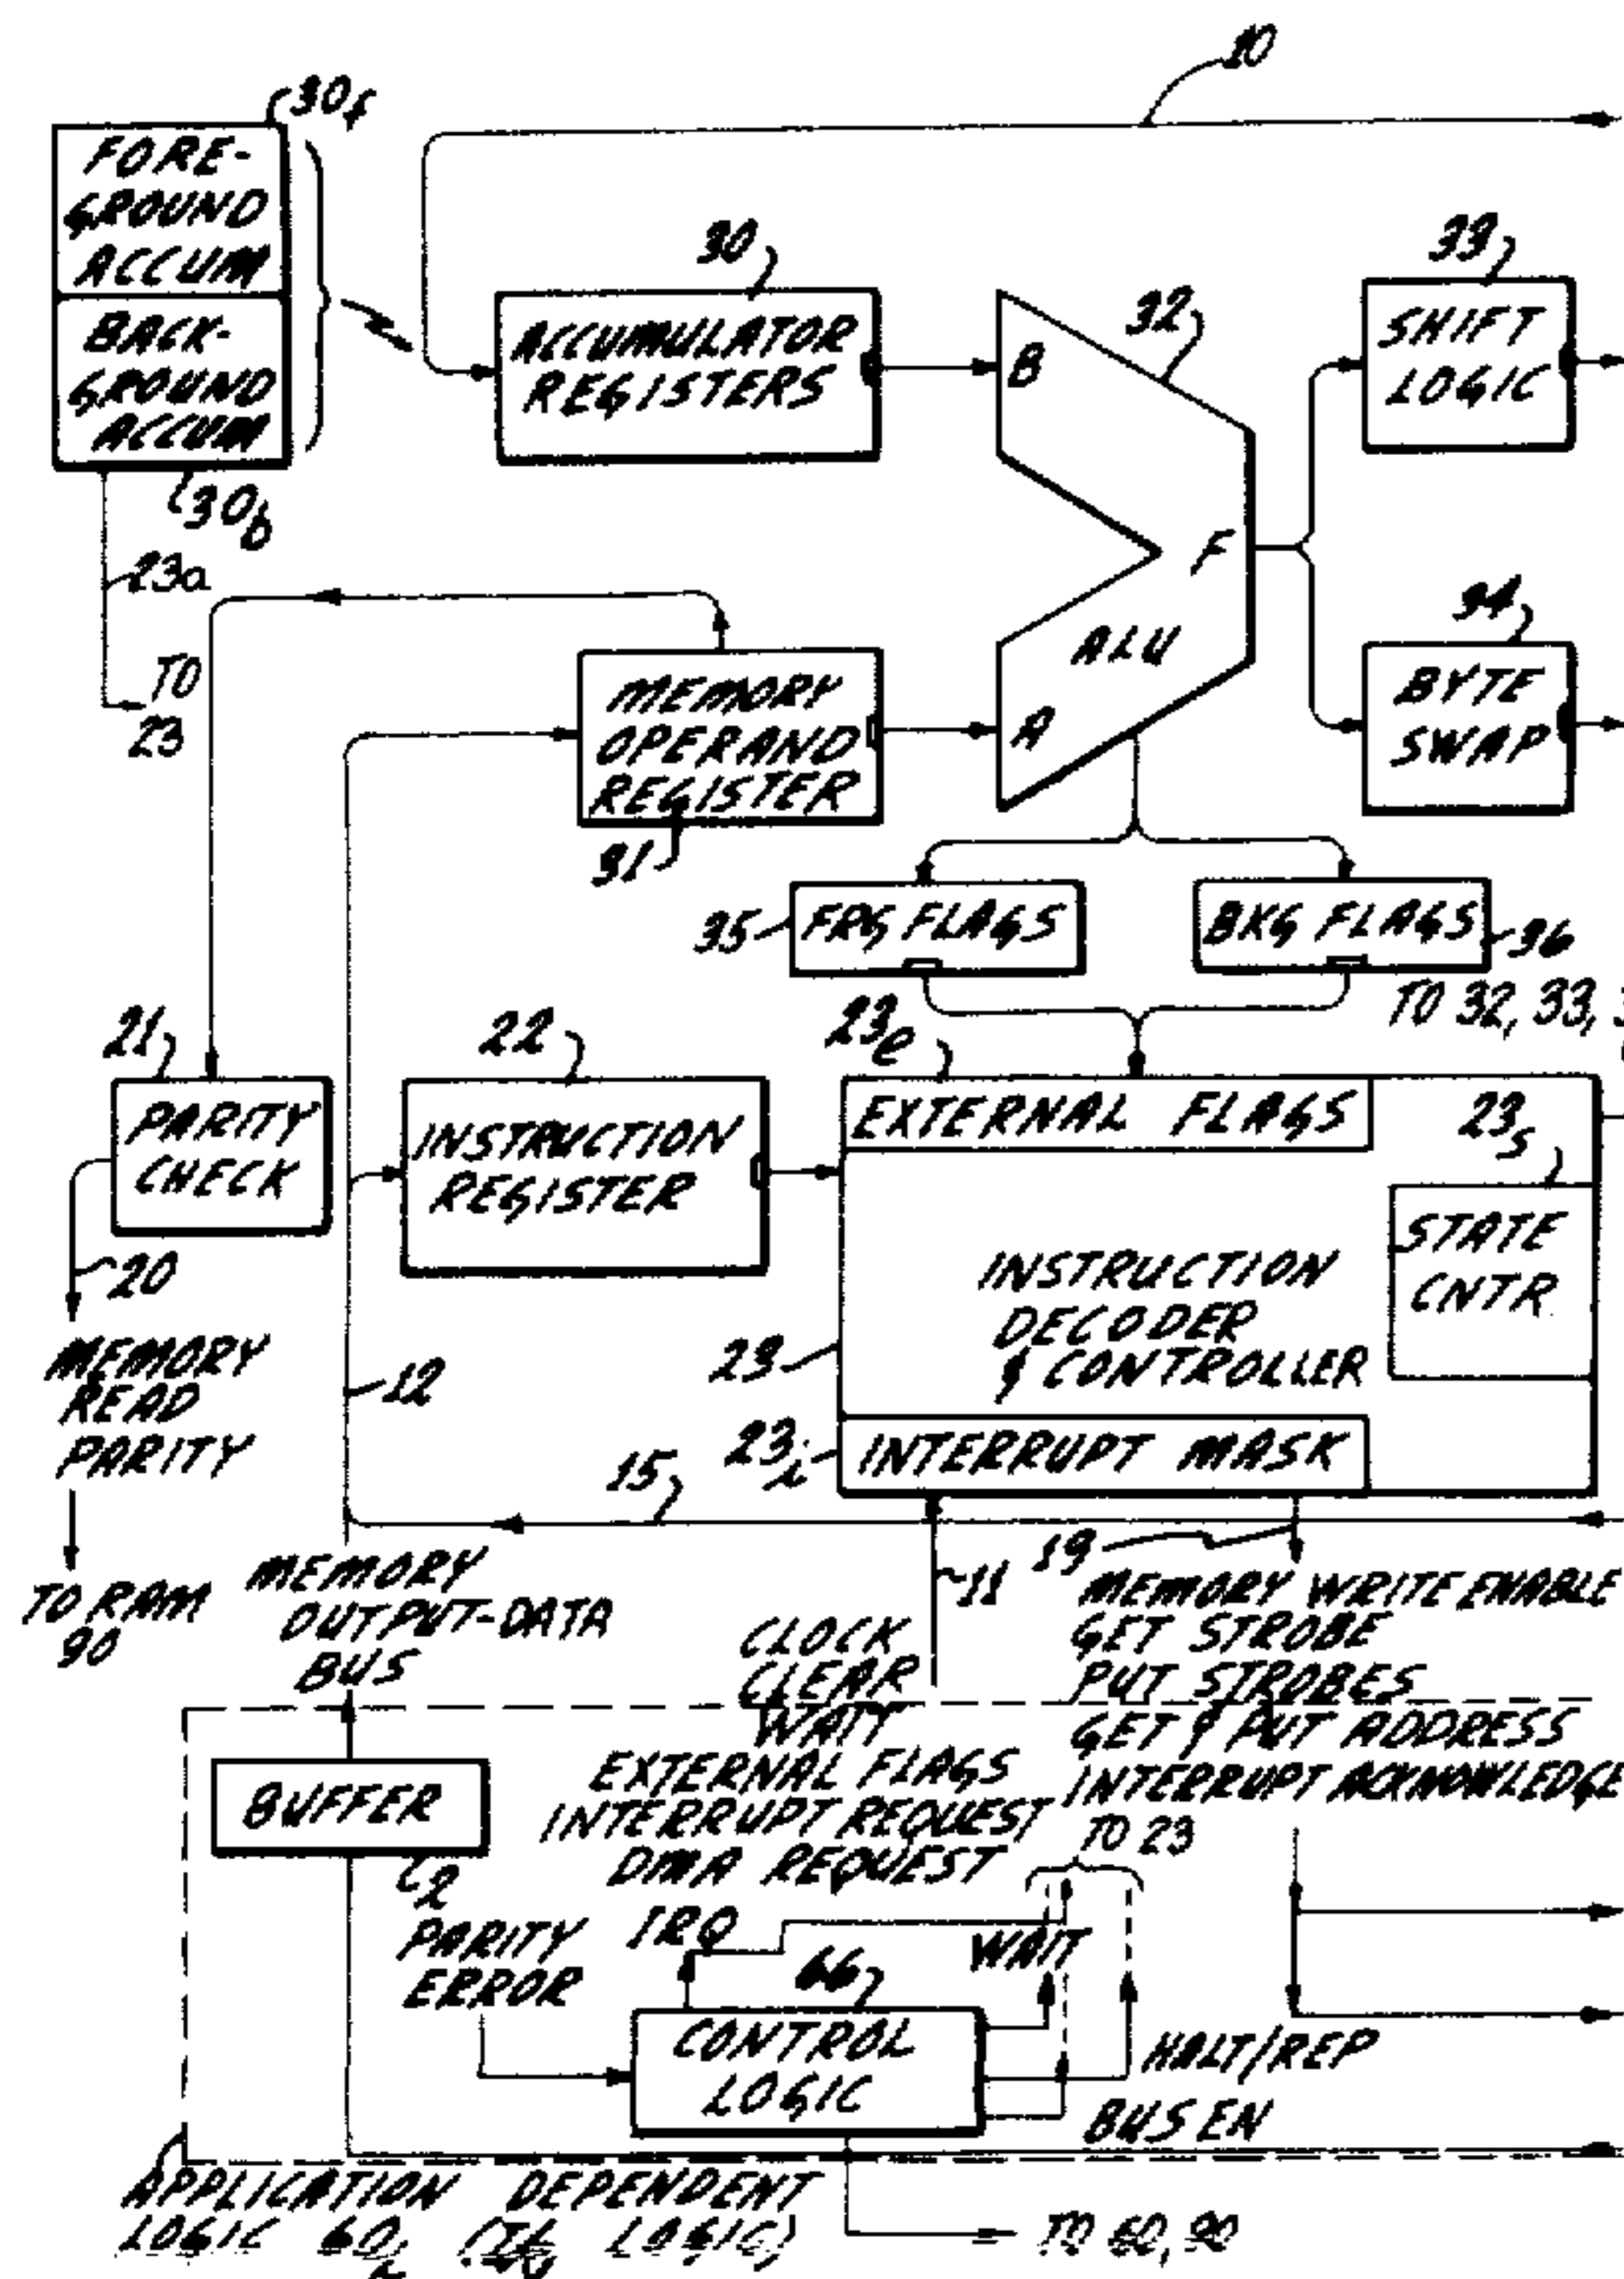 10
30f
FORE-
GROUND
ACCUM
BACK-
GROUND
ACCUM
30b
23a
TO
23
30
ACCUMULATOR
REGISTERS
B
32
F
ALU
A
33
SHIFT
LOGIC
34
BYTE
SWAP
MEMORY
OPERAND
REGISTER
31
35
FRG FLAGS
BKG FLAGS
36
TO 32, 33,
21
PARITY
CHECK
20
MEMORY
READ
PARITY
TO RAM
90
22
INSTRUCTION
REGISTER
12
23e
EXTERNAL FLAGS
23s
STATE
CNTR
INSTRUCTION
DECODER
& CONTROLLER
23
23i
INTERRUPT MASK
15
MEMORY
OUTPUT-DATA
BUS
11
CLOCK
CLEAR
WAIT
EXTERNAL FLAGS
INTERRUPT REQUEST
DMA REQUEST
19
MEMORY WRITE ENABLE
GET STROBE
PUT STROBES
GET & PUT ADDRESS
INTERRUPT ACKNOWLEDGE
TO 23
BUFFER
2
PARITY
ERROR
IRQ
66
WAIT
CONTROL
LOGIC
HALT/REP
BUS EN
APPLICATION DEPENDENT
LOGIC LOGIC)
TO 60, 90